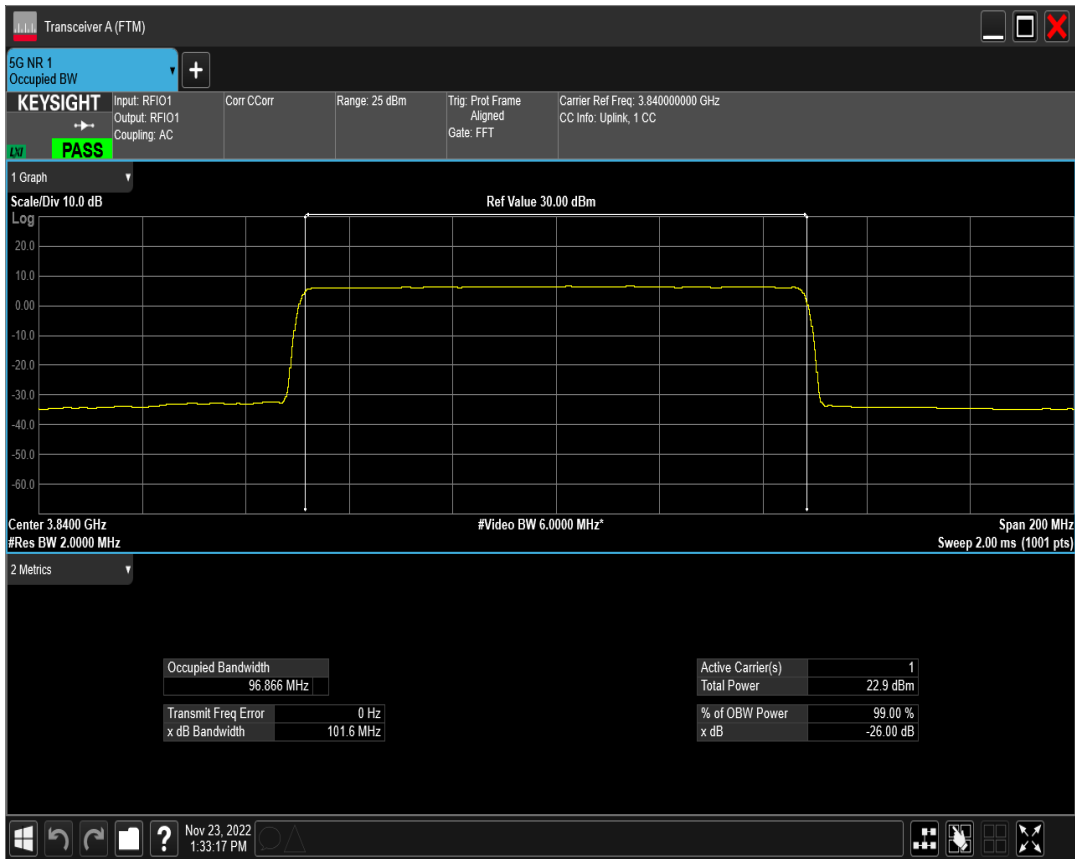 Transceiver A (FTM)
5G NR 1
Occupied BW
+
KEYSIGHT
LXI
PASS
Input: RFIO1
Output: RFIO1
Coupling: AC
Corr CCorr
Range: 25 dBm
Trig: Prot Frame
Aligned
Gate: FFT
Carrier Ref Freq: 3.840000000 GHz
CC Info: Uplink, 1 CC
1 Graph
Scale/Div 10.0 dB
Ref Value 30.00 dBm
Log
20.0
10.0
0.00
-10.0
-20.0
-30.0
-40.0
-50.0
-60.0
Center 3.8400 GHz
#Video BW 6.0000 MHz*
Span 200 MHz
#Res BW 2.0000 MHz
Sweep 2.00 ms (1001 pts)
2 Metrics
Occupied Bandwidth
96.866 MHz
Transmit Freq Error 0 Hz
x dB Bandwidth 101.6 MHz
Active Carrier(s) 1
Total Power 22.9 dBm
% of OBW Power 99.00 %
x dB -26.00 dB
?
Nov 23, 2022
1:33:17 PM